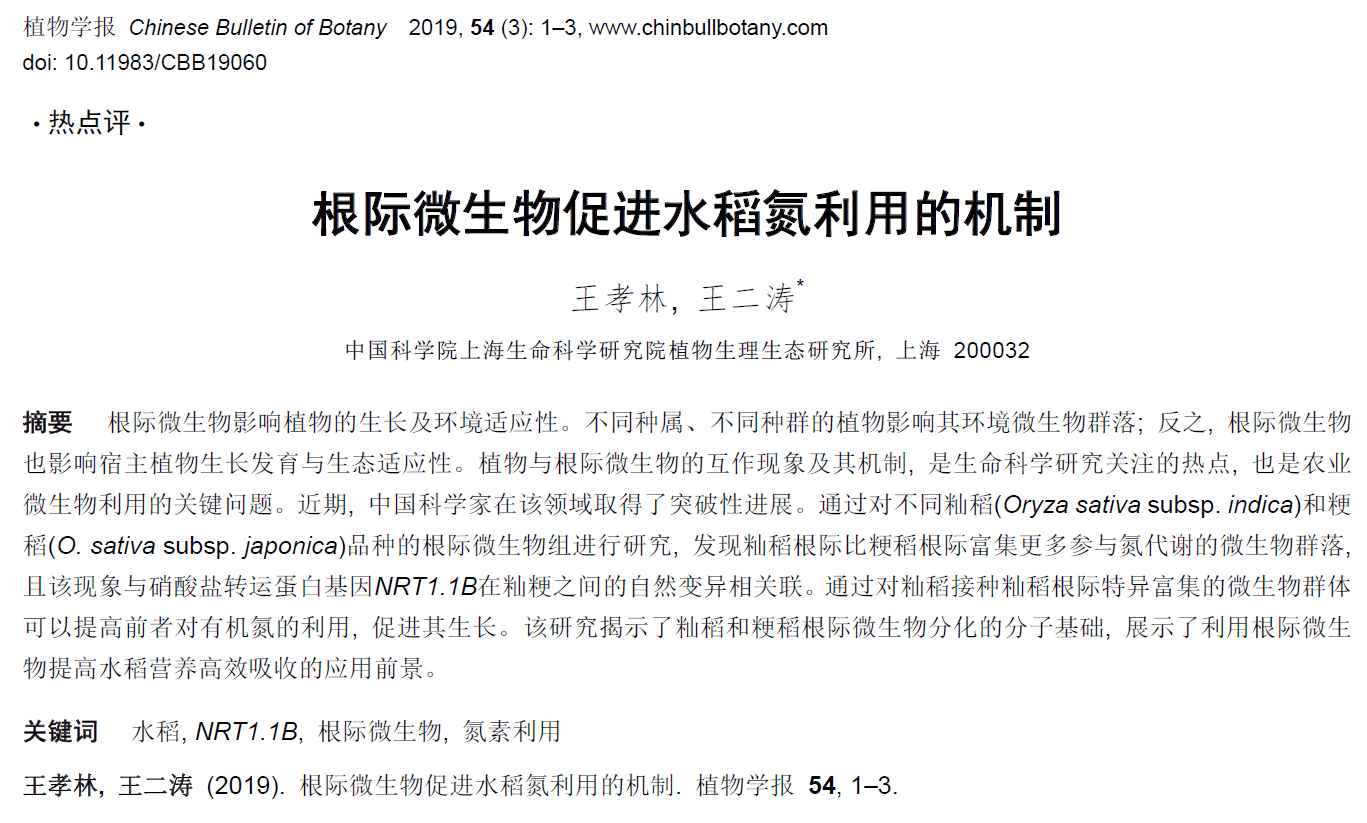 植物学报 Chinese Bulletin of Botany 2019, 54 (3): 1–3, www.chinbullbotany.com
doi: 10.11983/CBB19060
·热点评·
根际微生物促进水稻氮利用的机制
王孝林, 王二涛*
中国科学院上海生命科学研究院植物生理生态研究所, 上海 200032
摘要 根际微生物影响植物的生长及环境适应性。不同种属、不同种群的植物影响其环境微生物群落; 反之, 根际微生物
也影响宿主植物生长发育与生态适应性。植物与根际微生物的互作现象及其机制, 是生命科学研究关注的热点, 也是农业
微生物利用的关键问题。近期, 中国科学家在该领域取得了突破性进展。通过对不同籼稻(Oryza sativa subsp. indica)和粳
稻(O. sativa subsp. japonica)品种的根际微生物组进行研究, 发现籼稻根际比粳稻根际富集更多参与氮代谢的微生物群落,
且该现象与硝酸盐转运蛋白基因NRT1.1B在籼粳之间的自然变异相关联。通过对籼稻接种籼稻根际特异富集的微生物群体
可以提高前者对有机氮的利用, 促进其生长。该研究揭示了籼稻和粳稻根际微生物分化的分子基础, 展示了利用根际微生
物提高水稻营养高效吸收的应用前景。
关键词 水稻, NRT1.1B, 根际微生物, 氮素利用
王孝林, 王二涛 (2019). 根际微生物促进水稻氮利用的机制. 植物学报 54, 1–3.